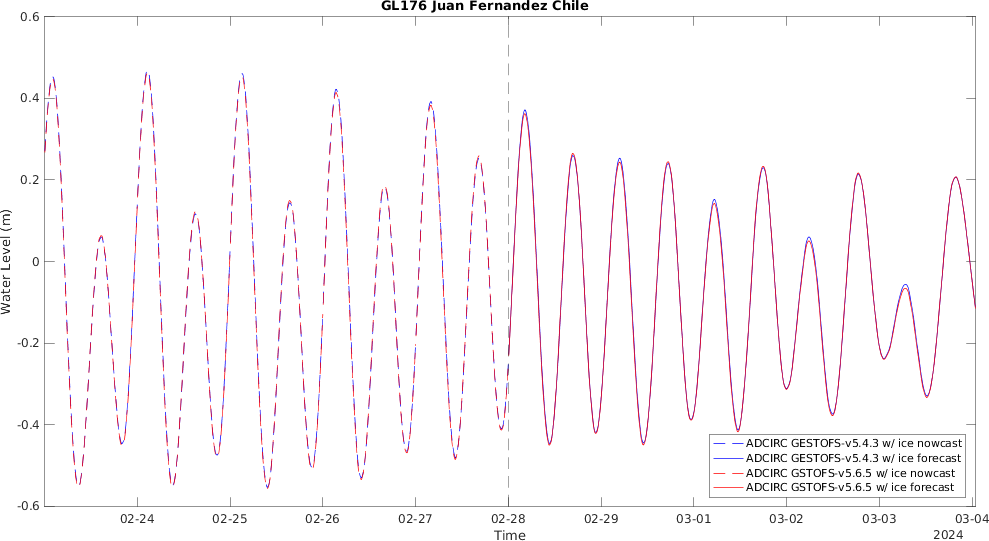 GL176 Juan Fernandez Chile
0.6
0.4
0.2
0
-0.2
-0.4
-0.6
Water Level (m)
ADCIRC GESTOFS-v5.4.3 w/ ice nowcast
ADCIRC GESTOFS-v5.4.3 w/ ice forecast
ADCIRC GSTOFS-v5.6.5 w/ ice nowcast
ADCIRC GSTOFS-v5.6.5 w/ ice forecast
02-24 02-25 02-26 02-27 02-28 02-29 03-01 03-02 03-03 03-04
Time
2024